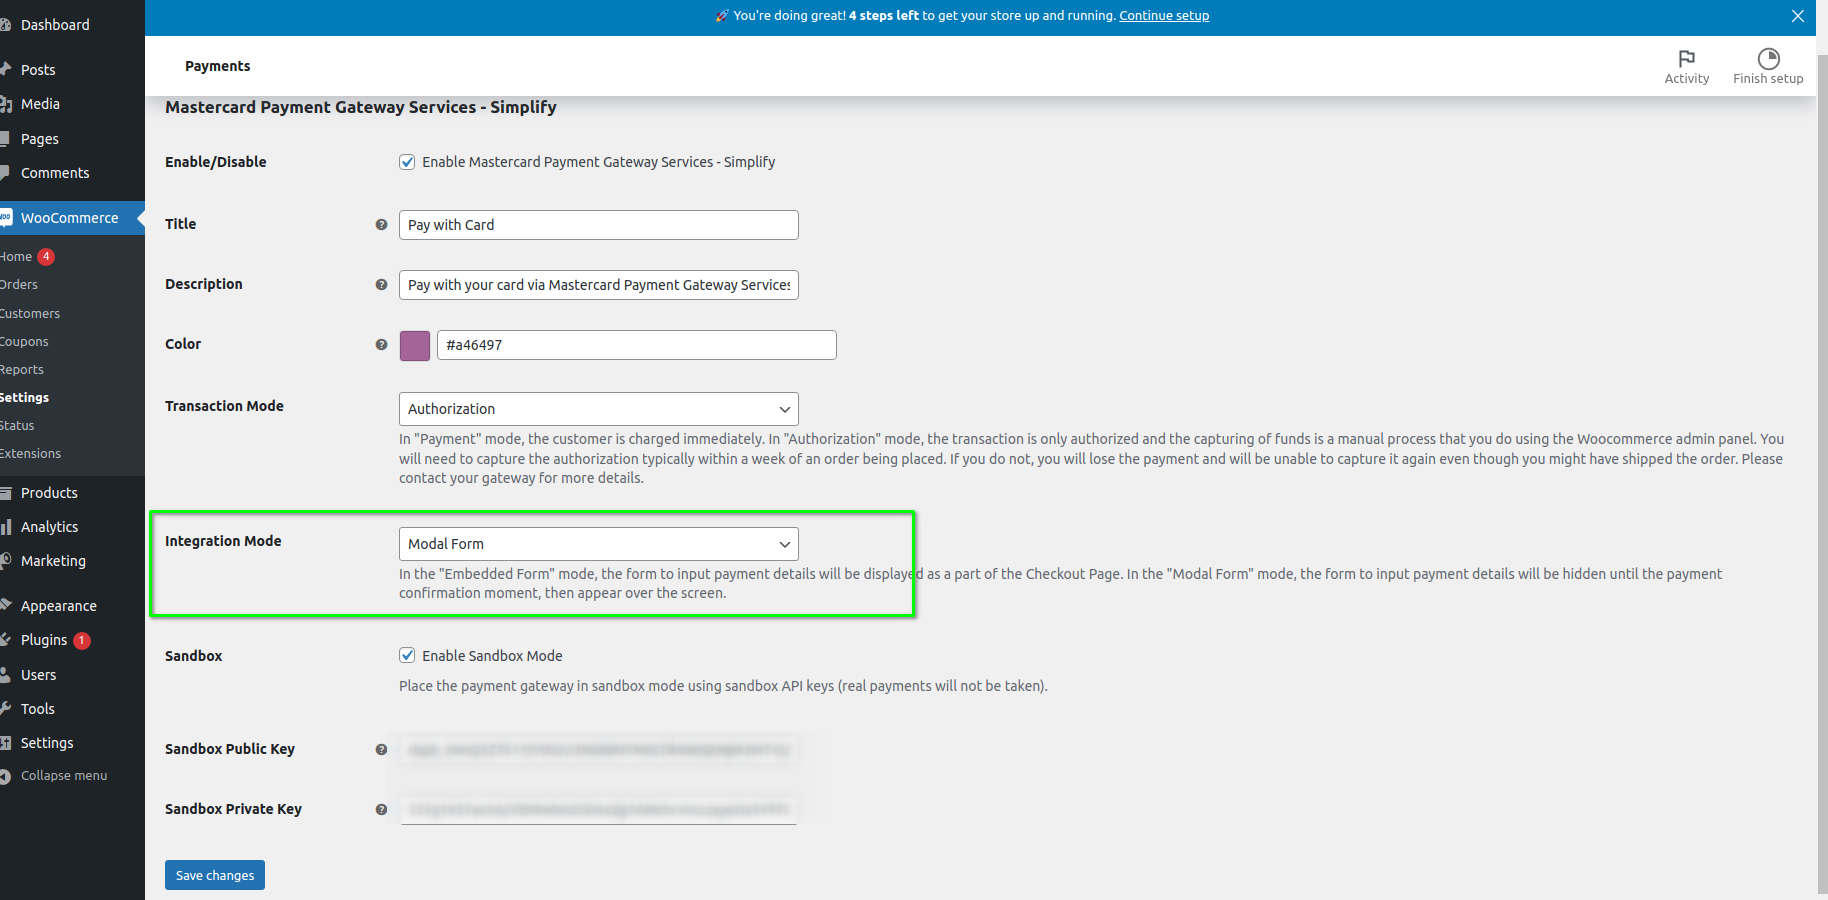 🚀 You're doing great! 4 steps left to get your store up and running. Continue setup
Dashboard
Posts
Media
Pages
Comments
WooCommerce
Home 4
Orders
Customers
Coupons
Reports
Settings
Status
Extensions
Products
Analytics
Marketing
Appearance
Plugins 1
Users
Tools
Settings
Collapse menu
Payments
Activity
Finish setup
Mastercard Payment Gateway Services - Simplify
Enable/Disable
Enable Mastercard Payment Gateway Services - Simplify
Title
Pay with Card
Description
Pay with your card via Mastercard Payment Gateway Services
Color
#a46497
Transaction Mode
Authorization
In "Payment" mode, the customer is charged immediately. In "Authorization" mode, the transaction is only authorized and the capturing of funds is a manual process that you do using the Woocommerce admin panel. You
will need to capture the authorization typically within a week of an order being placed. If you do not, you will lose the payment and will be unable to capture it again even though you might have shipped the order. Please
contact your gateway for more details.
Integration Mode
Modal Form
In the "Embedded Form" mode, the form to input payment details will be displayed as a part of the Checkout Page. In the "Modal Form" mode, the form to input payment details will be hidden until the payment
confirmation moment, then appear over the screen.
Sandbox
Enable Sandbox Mode
Place the payment gateway in sandbox mode using sandbox API keys (real payments will not be taken).
Sandbox Public Key
Sandbox Private Key
Save changes